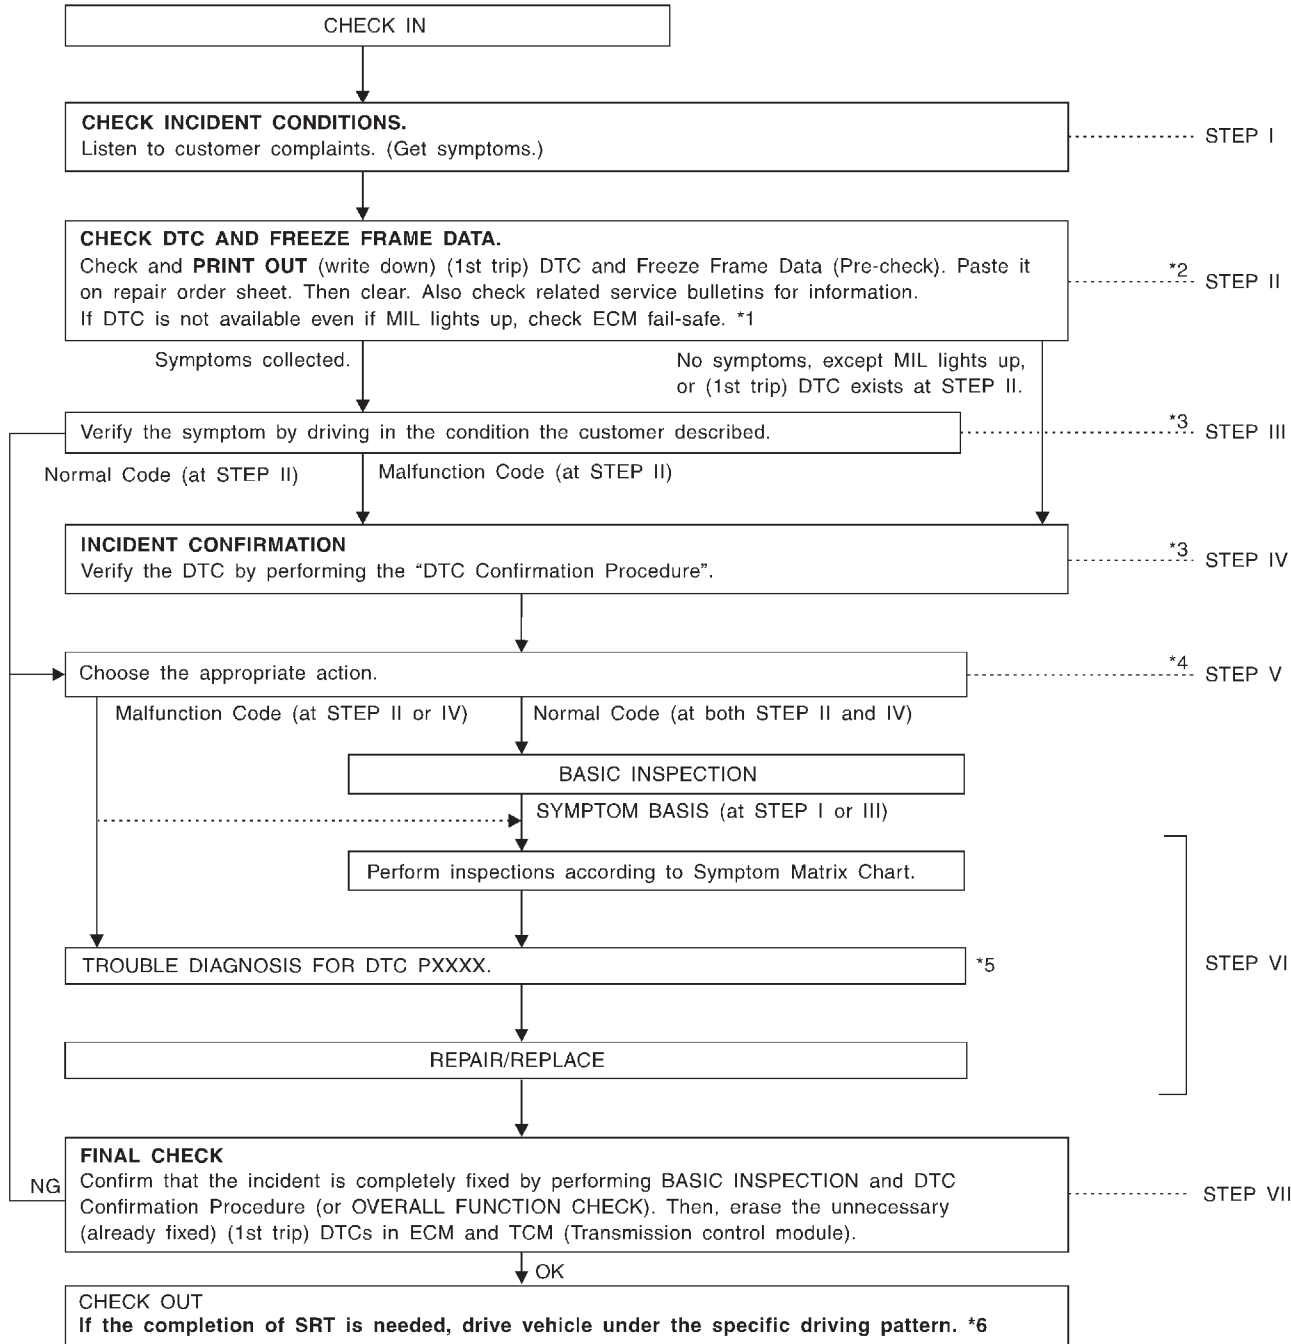 CHECK IN
CHECK INCIDENT CONDITIONS.
Listen to customer complaints. (Get symptoms.)
STEP I
CHECK DTC AND FREEZE FRAME DATA.
Check and PRINT OUT (write down) (1st trip) DTC and Freeze Frame Data (Pre-check). Paste it
on repair order sheet. Then clear. Also check related service bulletins for information.
If DTC is not available even if MIL lights up, check ECM fail-safe. *1
*2
STEP II
Symptoms collected.
No symptoms, except MIL lights up,
or (1st trip) DTC exists at STEP II.
Verify the symptom by driving in the condition the customer described.
*3
STEP III
Normal Code (at STEP II)
Malfunction Code (at STEP II)
INCIDENT CONFIRMATION
Verify the DTC by performing the “DTC Confirmation Procedure”.
*3
STEP IV
Choose the appropriate action.
*4
STEP V
Malfunction Code (at STEP II or IV)
Normal Code (at both STEP II and IV)
BASIC INSPECTION
SYMPTOM BASIS (at STEP I or III)
Perform inspections according to Symptom Matrix Chart.
TROUBLE DIAGNOSIS FOR DTC PXXXX.
*5
STEP VI
REPAIR/REPLACE
FINAL CHECK
Confirm that the incident is completely fixed by performing BASIC INSPECTION and DTC
Confirmation Procedure (or OVERALL FUNCTION CHECK). Then, erase the unnecessary
(already fixed) (1st trip) DTCs in ECM and TCM (Transmission control module).
NG
STEP VII
OK
CHECK OUT
If the completion of SRT is needed, drive vehicle under the specific driving pattern. *6